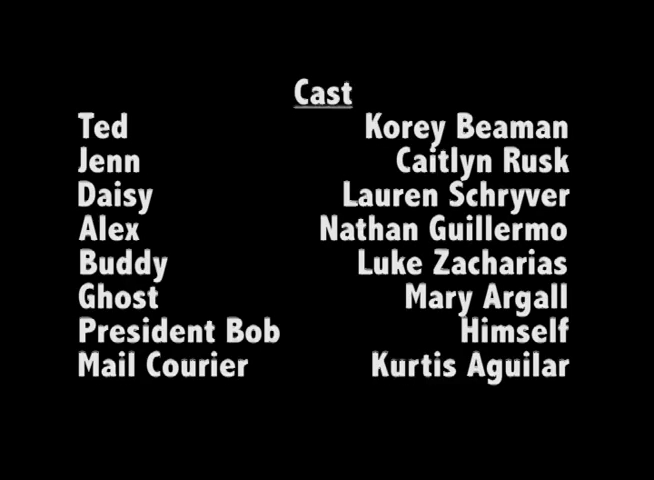 Cast
Ted Korey Beaman
Jenn Caitlyn Rusk
Daisy Lauren Schryver
Alex Nathan Guillermo
Buddy Luke Zacharias
Ghost Mary Argall
President Bob Himself
Mail Courier Kurtis Aguilar